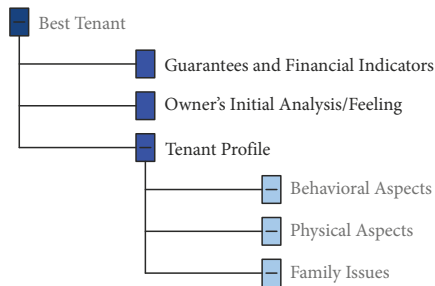 Best Tenant
Guarantees and Financial Indicators
Owner's Initial Analysis/Feeling
Tenant Profile
Behavioral Aspects
Physical Aspects
Family Issues